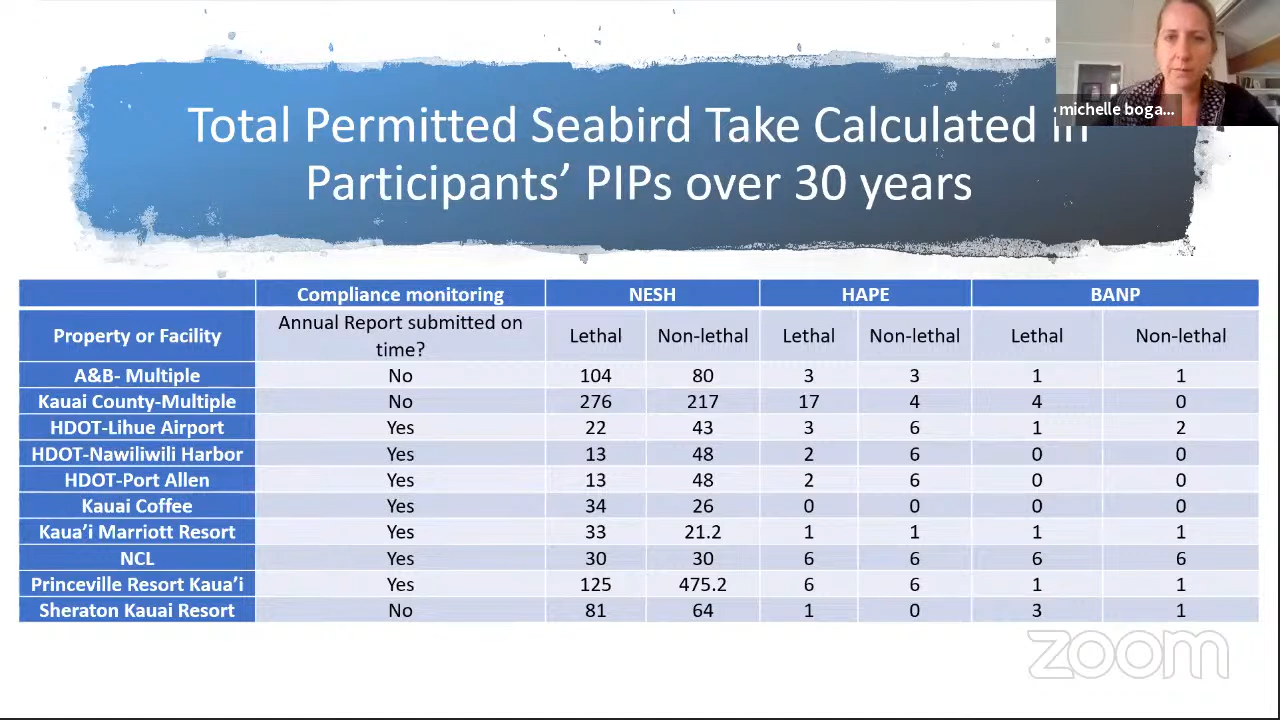 Total Permitted Seabird Take Calculated in
Participants' PIPs over 30 years
michelle boga...
Compliance monitoring NESH HAPE BANP
Property or Facility Annual Report submitted on time? Lethal Non-lethal Lethal Non-lethal Lethal Non-lethal
A&B- Multiple No 104 80 3 3 1 1
Kauai County-Multiple No 276 217 17 4 4 0
HDOT-Lihue Airport Yes 22 43 3 6 1 2
HDOT-Nawiliwili Harbor Yes 13 48 2 6 0 0
HDOT-Port Allen Yes 13 48 2 6 0 0
Kauai Coffee Yes 34 26 0 0 0 0
Kaua'i Marriott Resort Yes 33 21.2 1 1 1 1
NCL Yes 30 30 6 6 6 6
Princeville Resort Kaua'i Yes 125 475.2 6 6 1 1
Sheraton Kauai Resort No 81 64 1 0 3 1
zoom